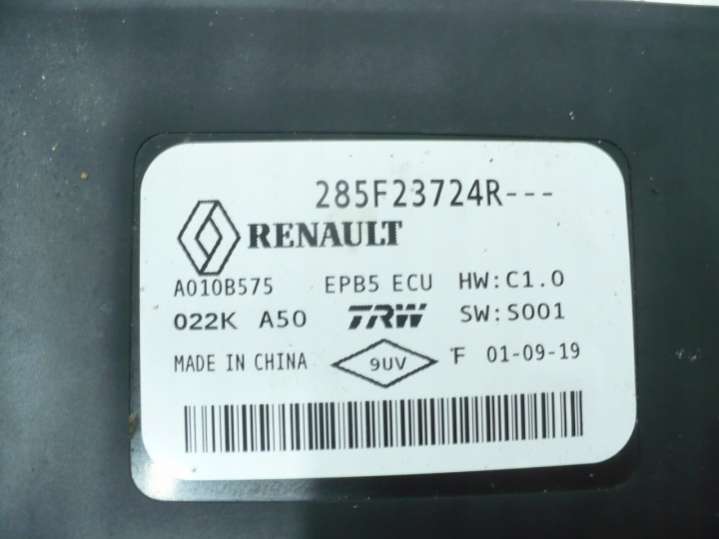 285F23724R---
RENAULT
A010B575 EPB5 ECU HW:C1.0
022K A50 TRW SW:S001
MADE IN CHINA 9UV F 01-09-19